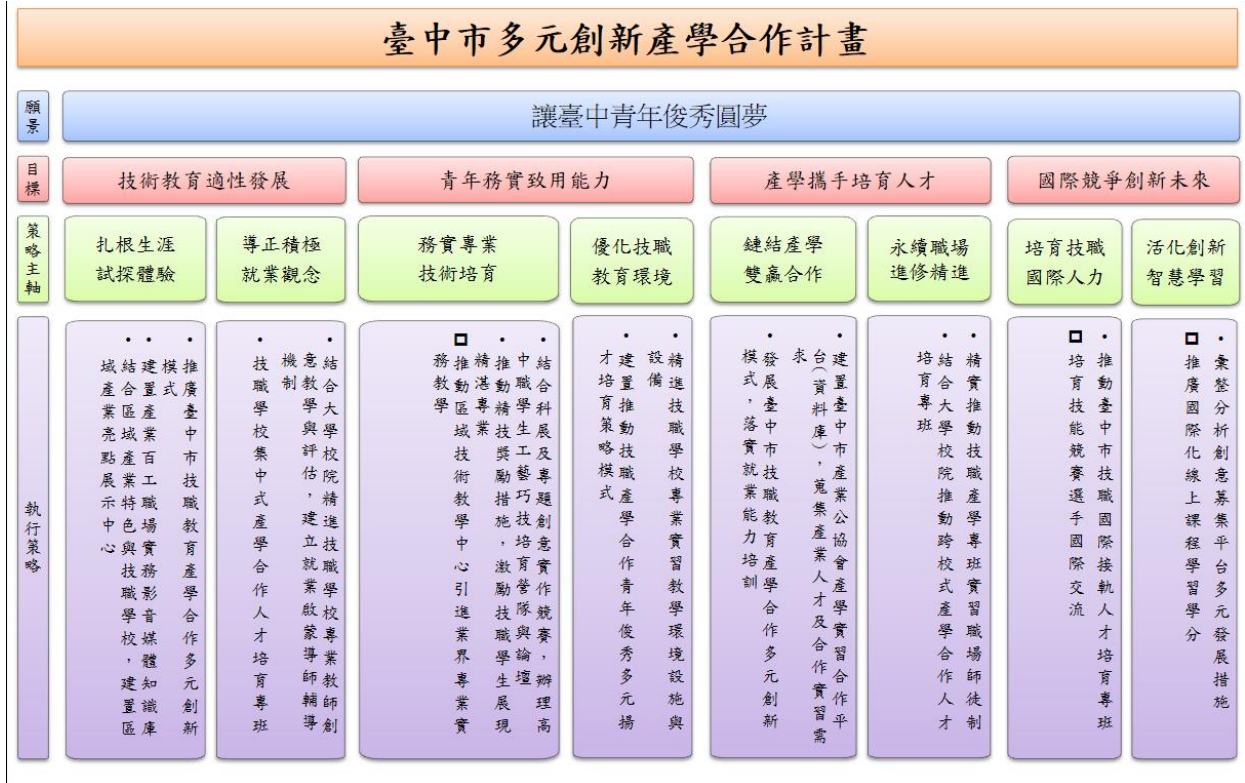 臺中市多元創新產學合作計畫
願景
讓臺中青年俊秀圓夢
目標
技術教育適性發展
青年務實致用能力
產學攜手培育人才
國際競爭創新未來
策略主軸
扎根生涯
試探體驗
導正積極
就業觀念
務實專業
技術培育
優化技職
教育環境
鏈結產學
雙贏合作
永續職場
進修精進
培育技職
國際人力
活化創新
智慧學習
執行策略
• 推廣臺中市技職教育產學合作多元創新
模式
• 建置產業百工職場實務影音媒體知識庫
• 結合區域產業特色與技職學校，建置區
域產業亮點展示中心
• 結合大學校院精進技職學校專業教師創
意教學與評估，建立就業啟蒙導師輔導
機制
• 技職學校集中式產學合作人才培育專班
• 結合科展及專題創意實作競賽，辦理高
中職學生工藝巧技培育營隊與論壇
• 推動精技獎勵措施，激勵技職學生展現
精湛專業
□ 推動區域技術教學中心引進業界專業實
務教學
• 精進技職學校專業實習教學環境設施與
設備
• 建置推動技職產學合作青年俊秀多元揚
才培育策略模式
• 建置臺中市產業公協會產學實習合作平
台(資料庫)，蒐集產業人才及合作實習需
求
• 發展臺中市技職教育產學合作多元創新
模式，落實就業能力培訓
• 精實推動技職產學專班實習職場師徒制
• 結合大學校院推動跨校式產學合作人才
培育專班
• 推動臺中市技職國際接軌人才培育專班
□ 培育技能競賽選手國際交流
• 彙整分析創意募集平台多元發展措施
□ 推廣國際化線上課程學習學分